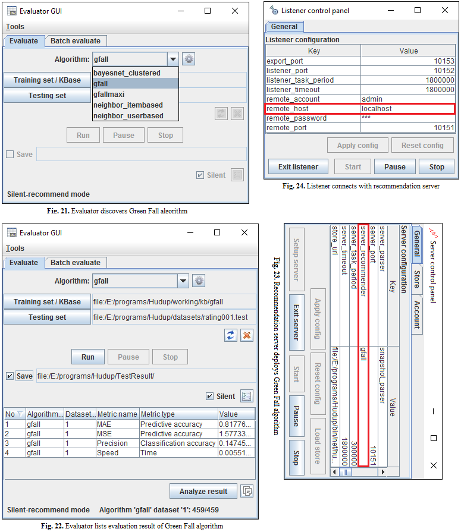 Evaluator GUI
Tools
Evaluate Batch evaluate
Algorithm: gfall
bayesnet_clustered
gfall
gfallmaxi
neighbor_itembased
neighbor_userbased
Training set / KBase
Testing set
Run Pause Stop
Save
Silent
Silent-recommend mode
Fig. 21. Evaluator discovers Green Fall algorithm
Listener control panel
General
Listener configuration
Key Value
export_port 10153
listener_port 10152
listener_task_period 1800000
listener_timeout 1800000
remote_account admin
remote_host localhost
remote_password ***
remote_port 10151
Apply config Reset config
Exit listener Start Pause Stop
Fig. 24. Listener connects with recommendation server
Evaluator GUI
Tools
Evaluate Batch evaluate
Algorithm: gfall
Training set / KBase file:/E:/programs/Hudup/working/kb/gfall
Testing set file:/E:/programs/Hudup/datasets/rating001.test
Run Pause Stop
Save file:/E:/programs/Hudup/TestResult/
Silent
No Algorithm... Dataset... Metric name Metric type Value
1 gfall 1 MAE Predictive accuracy 0.81776...
2 gfall 1 MSE Predictive accuracy 1.57733...
3 gfall 1 Precision Classification accuracy 0.14745...
4 gfall 1 Speed Time 0.00551...
Analyze result
Silent-recommend mode Algorithm 'gfall' dataset '1': 459/459
Fig. 22. Evaluator lists evaluation result of Green Fall algorithm
Server control panel
General Store Account
Server configuration
Key Value
server_parser snapshot_parser
server_port 10151
server_recommender gfall
server_task_period 300000
server_timeout 1800000
store_uri
Apply config Reset config Load store
Setup server Exit server Start Pause Stop
Fig. 23. Recommendation server deploys Green Fall algorithm